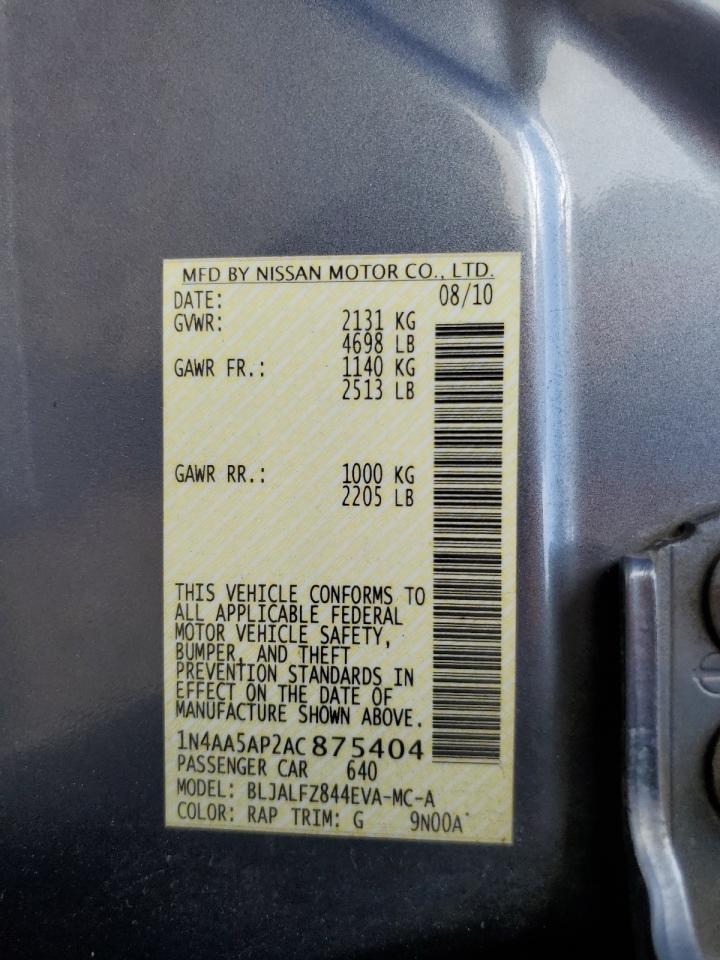 MFD BY NISSAN MOTOR CO., LTD.
DATE: 08/10
GVWR: 2131 KG
4698 LB
GAWR FR.: 1140 KG
2513 LB
GAWR RR.: 1000 KG
2205 LB
THIS VEHICLE CONFORMS TO
ALL APPLICABLE FEDERAL
MOTOR VEHICLE SAFETY,
BUMPER, AND THEFT
PREVENTION STANDARDS IN
EFFECT ON THE DATE OF
MANUFACTURE SHOWN ABOVE.
1N4AA5AP2AC875404
PASSENGER CAR 640
MODEL: BLJALFZ844EVA-MC-A
COLOR: RAP TRIM: G 9N00A